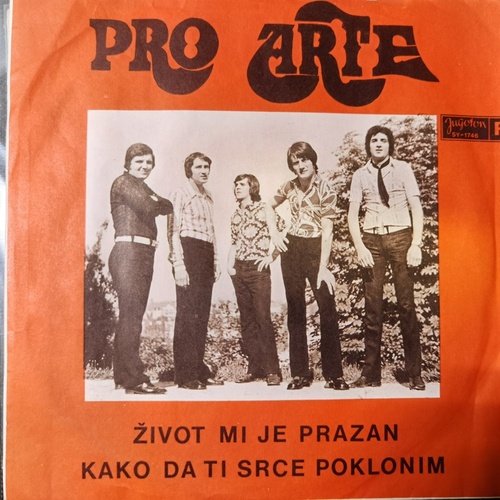 PRO ARTE
Jugoton
SY-1746
ŽIVOT MI JE PRAZAN
KAKO DA TI SRCE POKLONIM